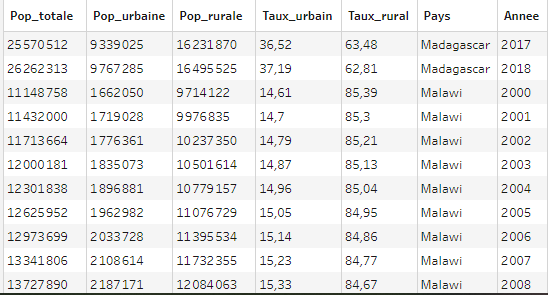 Pop_totale Pop_urbaine Pop_rurale Taux_urbain Taux_rural Pays Annee
25570512 9339025 16231870 36,52 63,48 Madagascar 2017
26262313 9767285 16495525 37,19 62,81 Madagascar 2018
11148758 1662050 9714122 14,61 85,39 Malawi 2000
11432000 1719028 9976835 14,7 85,3 Malawi 2001
11713664 1776361 10237350 14,79 85,21 Malawi 2002
12000181 1835073 10501614 14,87 85,13 Malawi 2003
12301838 1896881 10779157 14,96 85,04 Malawi 2004
12625952 1962982 11076729 15,05 84,95 Malawi 2005
12973699 2033728 11395534 15,14 84,86 Malawi 2006
13341806 2108614 11732355 15,23 84,77 Malawi 2007
13727890 2187171 12084063 15,33 84,67 Malawi 2008